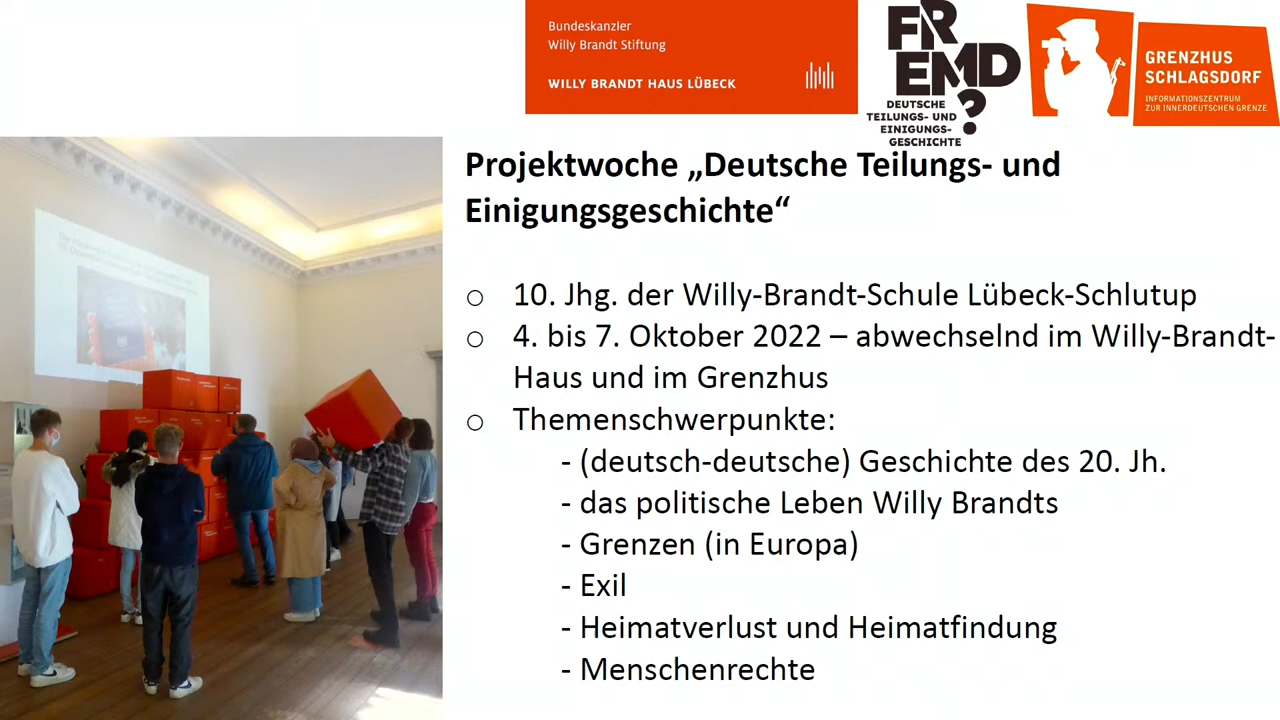 Bundeskanzler
Willy Brandt Stiftung
WILLY BRANDT HAUS LÜBECK
FR
EMD
?
DEUTSCHE
TEILUNGS- UND
EINIGUNGS-
GESCHICHTE
GRENZHUS
SCHLAGSDORF
INFORMATIONSZENTRUM
ZUR INNERDEUTSCHEN GRENZE
Projektwoche „Deutsche Teilungs- und
Einigungsgeschichte“
o 10. Jhg. der Willy-Brandt-Schule Lübeck-Schlutup
o 4. bis 7. Oktober 2022 – abwechselnd im Willy-Brandt-
Haus und im Grenzhus
o Themenschwerpunkte:
- (deutsch-deutsche) Geschichte des 20. Jh.
- das politische Leben Willy Brandts
- Grenzen (in Europa)
- Exil
- Heimatverlust und Heimatfindung
- Menschenrechte